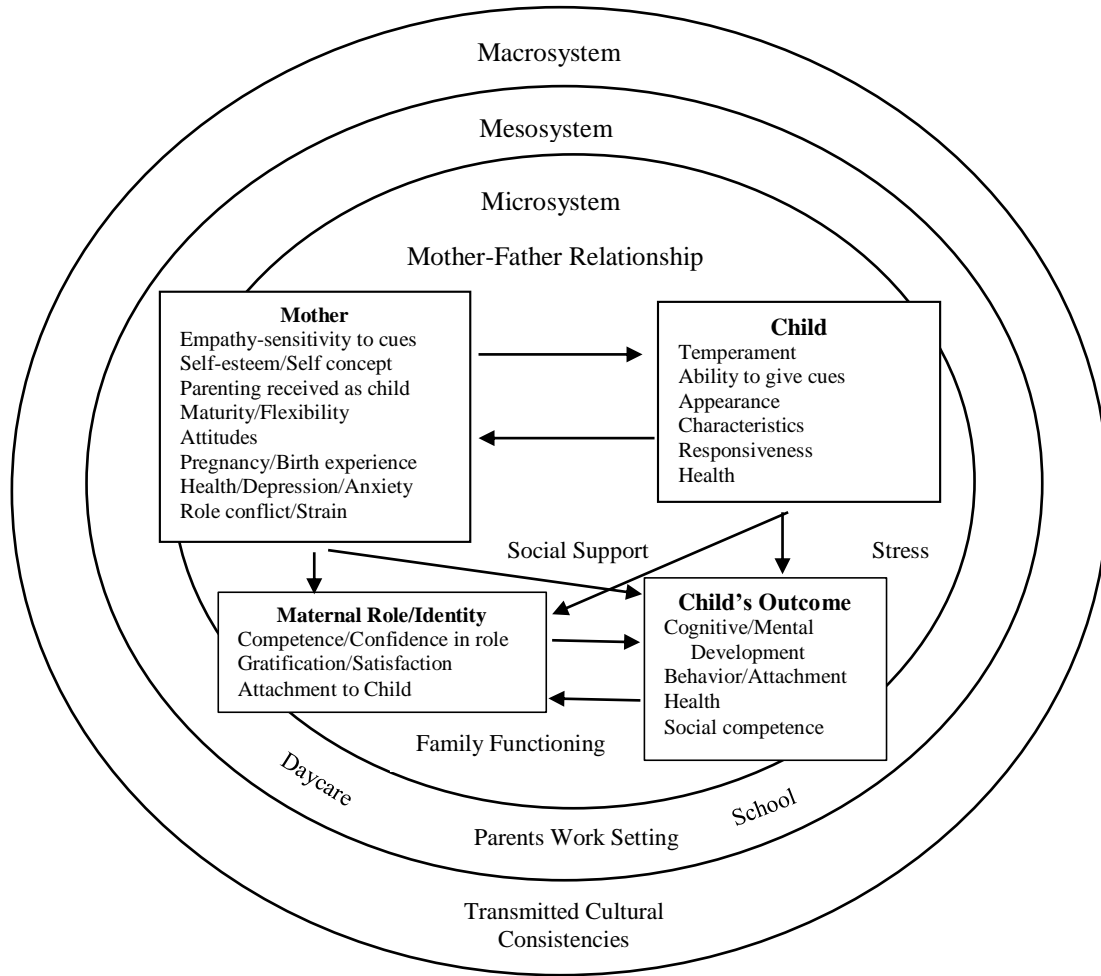 Macrosystem
Mesosystem
Microsystem
Mother-Father Relationship
Mother
Empathy-sensitivity to cues
Self-esteem/Self concept
Parenting received as child
Maturity/Flexibility
Attitudes
Pregnancy/Birth experience
Health/Depression/Anxiety
Role conflict/Strain
Child
Temperament
Ability to give cues
Appearance
Characteristics
Responsiveness
Health
Social Support
Stress
Maternal Role/Identity
Competence/Confidence in role
Gratification/Satisfaction
Attachment to Child
Child's Outcome
Cognitive/Mental
Development
Behavior/Attachment
Health
Social competence
Family Functioning
Daycare
School
Parents Work Setting
Transmitted Cultural
Consistencies